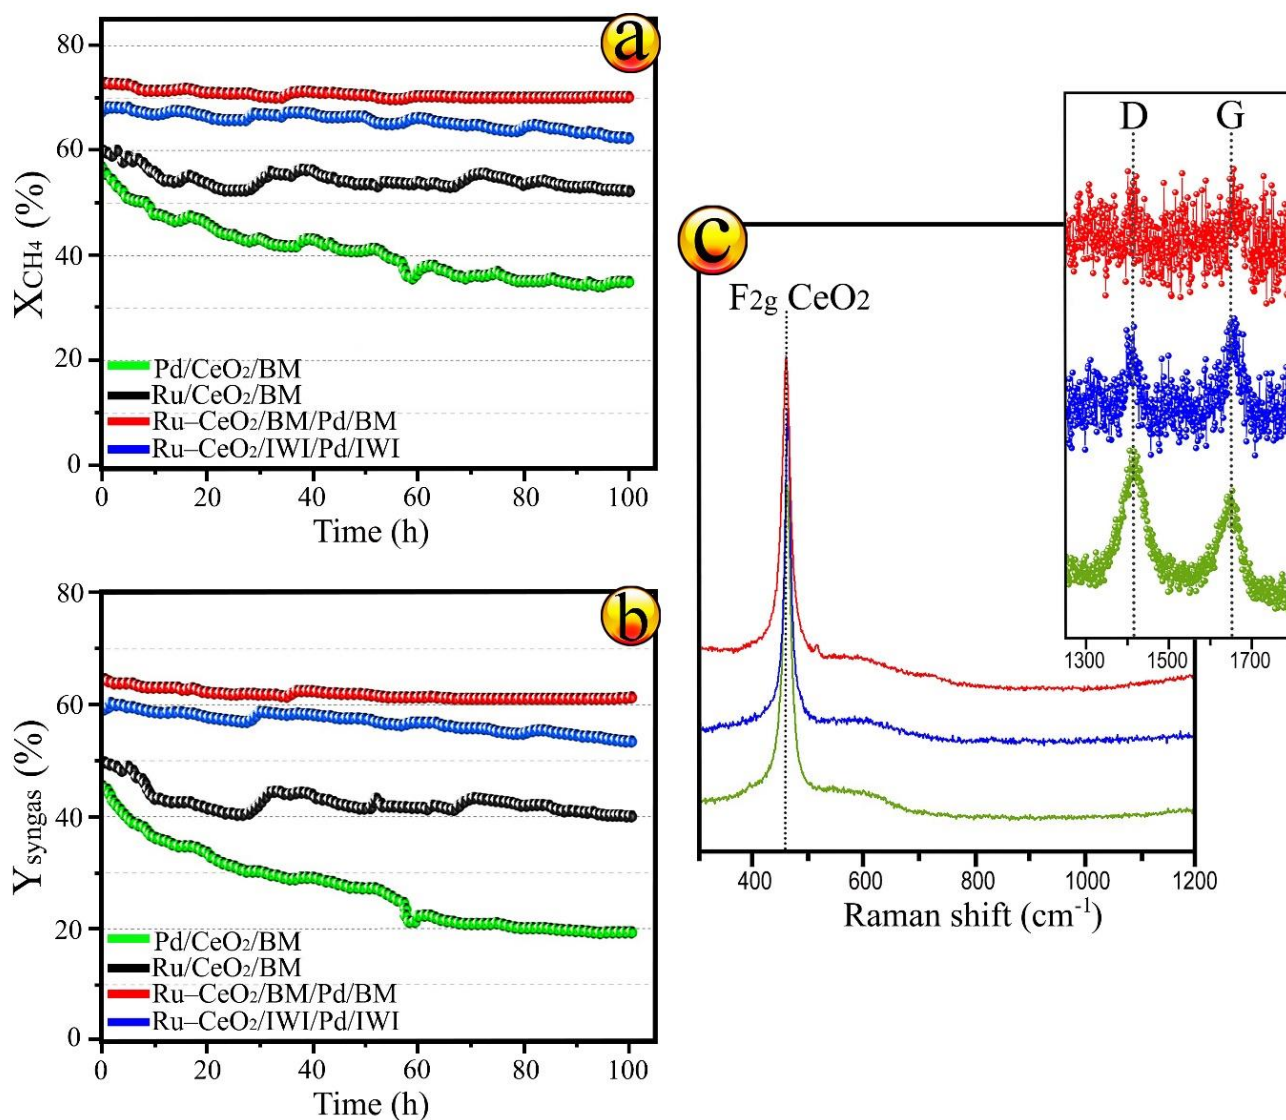 a
80
60
40
20
0
X_CH4 (%)
Pd/CeO₂/BM
Ru/CeO₂/BM
Ru–CeO₂/BM/Pd/BM
Ru–CeO₂/IWI/Pd/IWI
0 20 40 60 80 100
Time (h)
b
80
60
40
20
0
Y_syngas (%)
Pd/CeO₂/BM
Ru/CeO₂/BM
Ru–CeO₂/BM/Pd/BM
Ru–CeO₂/IWI/Pd/IWI
0 20 40 60 80 100
Time (h)
c
F2g CeO₂
D G
1300 1500 1700
400 600 800 1000 1200
Raman shift (cm⁻¹)